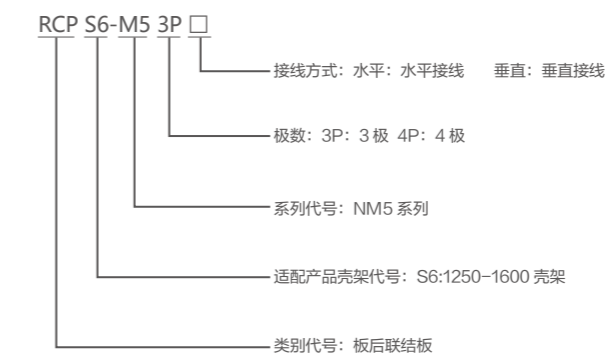 RCP S6-M5 3P □
接线方式：水平：水平接线 垂直：垂直接线
极数：3P：3 极 4P：4 极
系列代号：NM5 系列
适配产品壳架代号：S6:1250-1600 壳架
类别代号：板后联结板